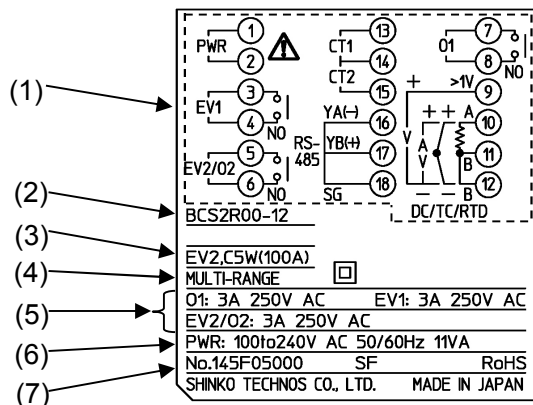 1 13 7
PWR CT1 O1
2 14 8
CT2 NO
3 15 + >1V 9
EV1
4 YA(-) 16 + + A 10
NO RS-485
5 YB(+) 17 V A V B 11
EV2/O2
6 NO SG 18 - - B 12
DC/TC/RTD
(1)
(2) BCS2R00-12
(3) EV2,C5W(100A)
(4) MULTI-RANGE
(5) O1: 3A 250V AC EV1: 3A 250V AC
EV2/O2: 3A 250V AC
(6) PWR: 100to240V AC 50/60Hz 11VA
(7) No.145F05000 SF RoHS
SHINKO TECHNOS CO., LTD. MADE IN JAPAN